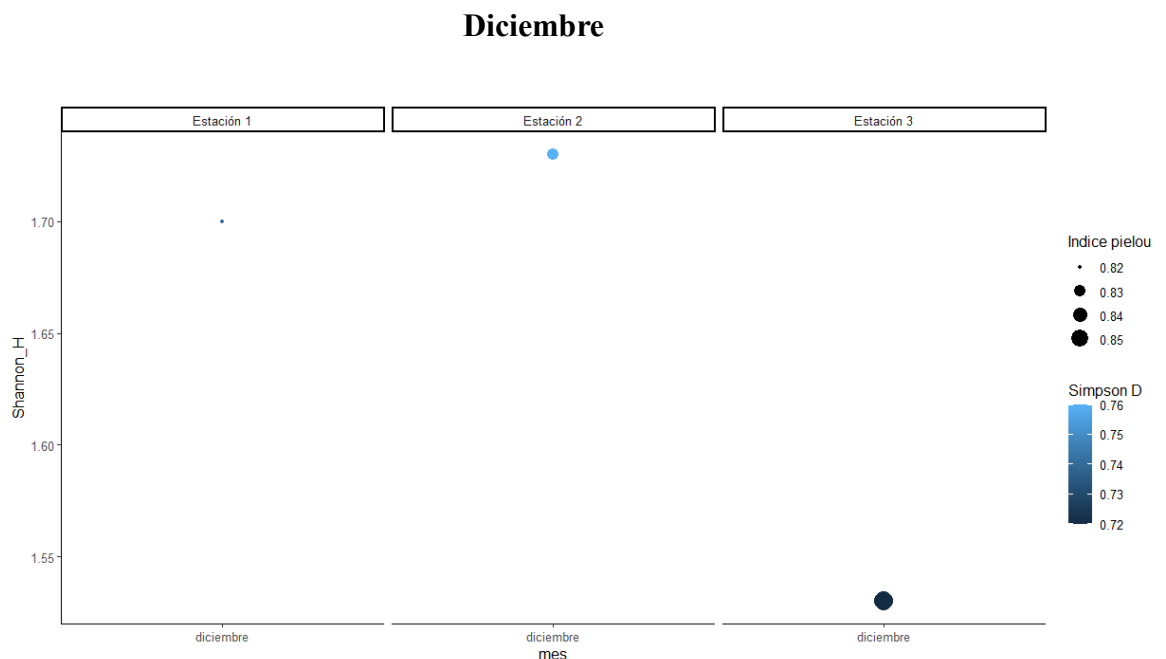 Diciembre
Estación 1
Estación 2
Estación 3
Shannon_H
1.70
1.65
1.60
1.55
diciembre
diciembre
diciembre
mes
Indice pielou
0.82
0.83
0.84
0.85
Simpson D
0.76
0.75
0.74
0.73
0.72